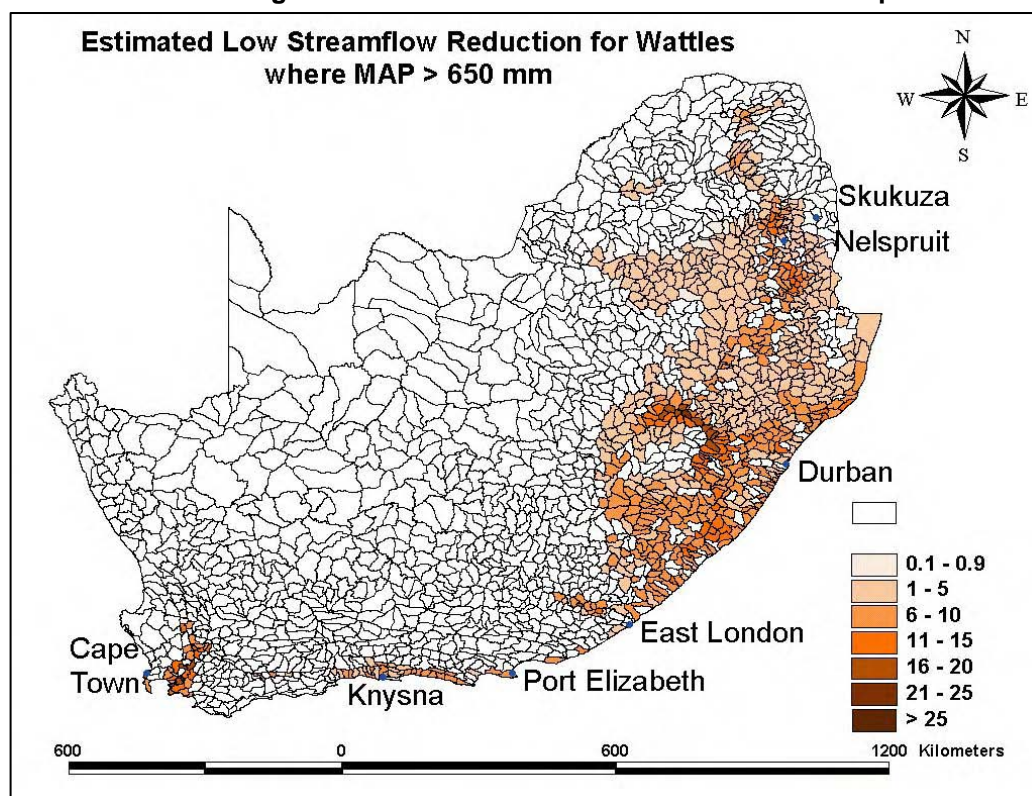 Estimated Low Streamflow Reduction for Wattles
where MAP > 650 mm
N
W E
S
Skukuza
Nelspruit
Durban
0.1 - 0.9
1 - 5
6 - 10
11 - 15
16 - 20
21 - 25
> 25
East London
Cape
Town
Knysna
Port Elizabeth
600 0 600 1200 Kilometers